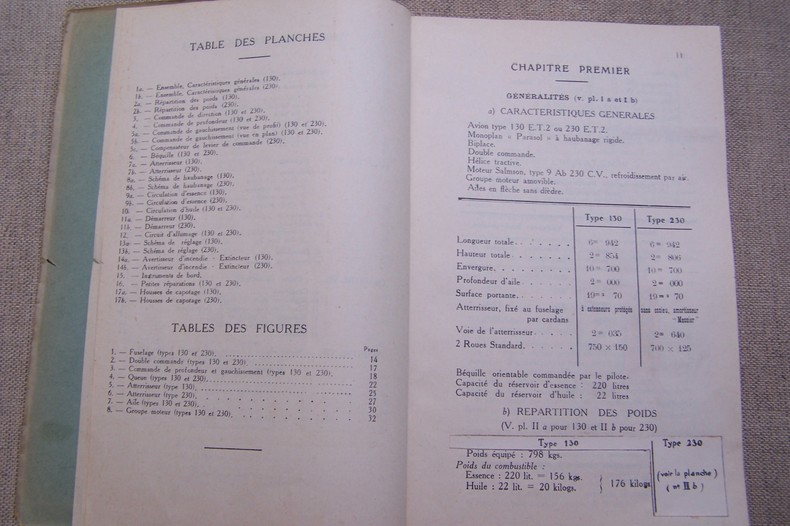 TABLE DES PLANCHES
1a. — Ensemble, Caractéristiques générales (130).
1b. — Ensemble, Caractéristiques générales (230).
2a. — Répartition des poids (130).
2b. — Répartition des poids (230).
3. — Commande de direction (130 et 230).
4. — Commande de profondeur (130 et 230).
5a. — Commande de gauchissement (vue de profil) (130 et 230).
5b. — Commande de gauchissement (vue en plan) (130 et 230).
5c. — Compensateur de levier de commande (230).
6. — Béquille (130 et 230).
7a. — Atterrisseur (130).
7b. — Atterrisseur (230).
8a. — Schéma de haubanage (130).
8b. — Schéma de haubanage (230).
9a. — Circulation d'essence (130).
9b. — Circulation d'essence (230).
10. — Circulation d'huile (130 et 230).
11a. — Démarreur (130).
11b. — Démarreur (230).
12. — Circuit d'allumage (130 et 230).
13a — Schéma de réglage (130).
13b. — Schéma de réglage (230).
14a. — Avertisseur d'incendie - Extincteur (130).
14b. — Avertisseur d'incendie - Extincteur (230).
15. — Instruments de bord.
16. — Petites réparations (130 et 230).
17a. — Housses de capotage (130).
17b. — Housses de capotage (230).
TABLES DES FIGURES
Pages
1. — Fuselage (types 130 et 230). 14
2. — Double commande (types 130 et 230). 17
3. — Commande de profondeur et gauchissement (types 130 et 230). 18
4. — Queue (types 130 et 230). 22
5. — Atterrisseur (type 130). 25
6. — Atterrisseur (type 230). 27
7. — Aile (types 130 et 230). 30
8. — Groupe moteur (types 130 et 230). 32
10
CHAPITRE PREMIER
GENERALITES (v. pl. I a et I b)
a) CARACTERISTIQUES GENERALES
Avion type 130 E.T.2 ou 230 E.T.2.
Monoplan « Parasol » à haubanage rigide.
Biplace.
Double commande.
Hélice tractive.
Moteur Salmson, type 9 Ab 230 C.V., refroidissement par air.
Groupe moteur amovible.
Ailes en flèche sans dièdre.
Type 130 Type 230
Longueur totale. 6m 942 6m 942
Hauteur totale. 2m 854 2m 806
Envergure. 10m 700 10m 700
Profondeur d'aile 2m 000 2m 000
Surface portante. 19m² 70 19m² 70
Atterrisseur, fixé au fuselage à extenseurs protégés sans essieu, amortisseur
par cardans "Messier"
Voie de l'atterrisseur 2m 035 2m 640
2 Roues Standard. 750 × 150 700 × 125
Béquille orientable commandée par le pilote.
Capacité du réservoir d'essence : 220 litres
Capacité du réservoir d'huile : 22 litres
b) REPARTITION DES POIDS
(V. pl. II a pour 130 et II b pour 230)
Type 130 Type 230
Poids équipé : 798 kgs.
Poids du combustible :
Essence : 220 lit. = 156 kgs. (voir la planche)
Huile : 22 lit. = 20 kilogs. 176 kilogs (n° II b)